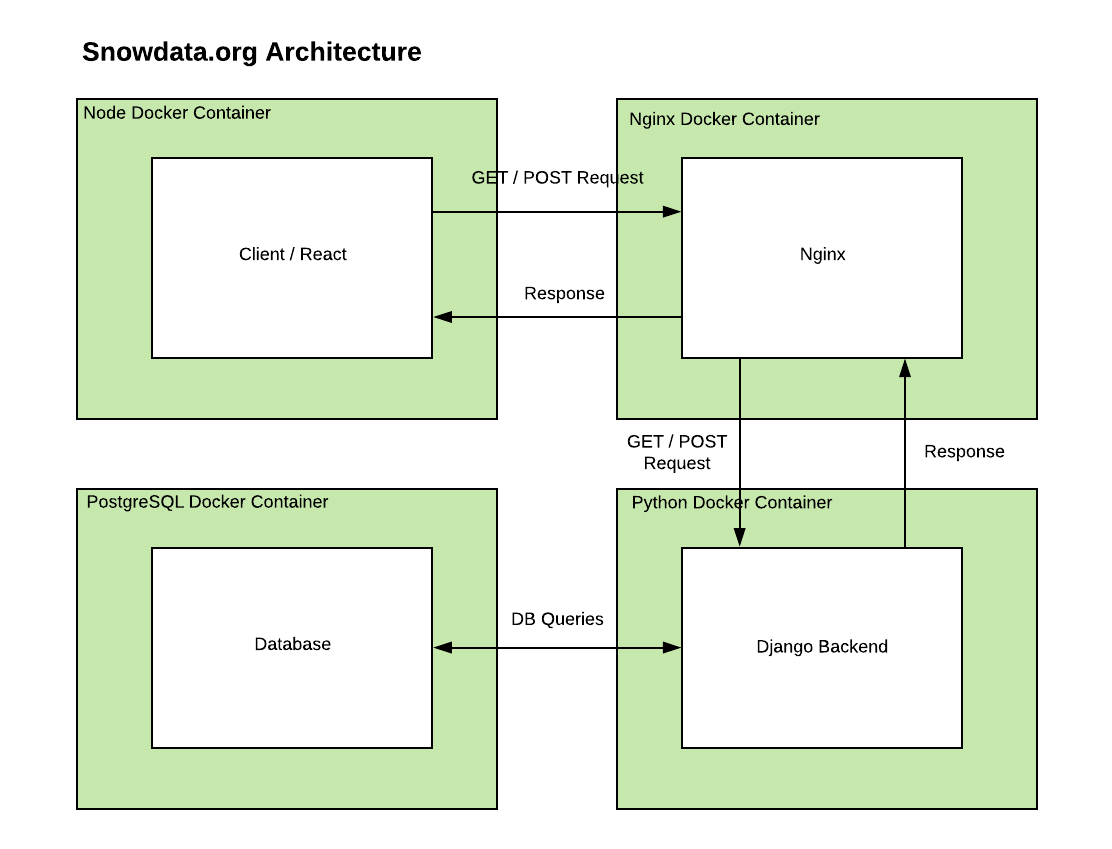 Snowdata.org Architecture
Node Docker Container
Nginx Docker Container
GET / POST Request
Client / React
Nginx
Response
GET / POST
Request
Response
PostgreSQL Docker Container
Python Docker Container
DB Queries
Database
Django Backend